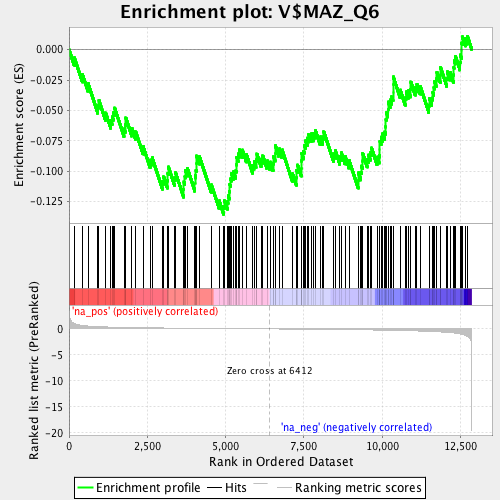 Enrichment plot: V$MAZ_Q6
Enrichment score (ES)
0.000
-0.025
-0.050
-0.075
-0.100
-0.125
'na_pos' (positively correlated)
Ranked list metric (PreRanked)
0
-5
-10
-15
-20
Zero cross at 6412
'na_neg' (negatively correlated)
0
2,500
5,000
7,500
10,000
12,500
Rank in Ordered Dataset
Enrichment profile
Hits
Ranking metric scores